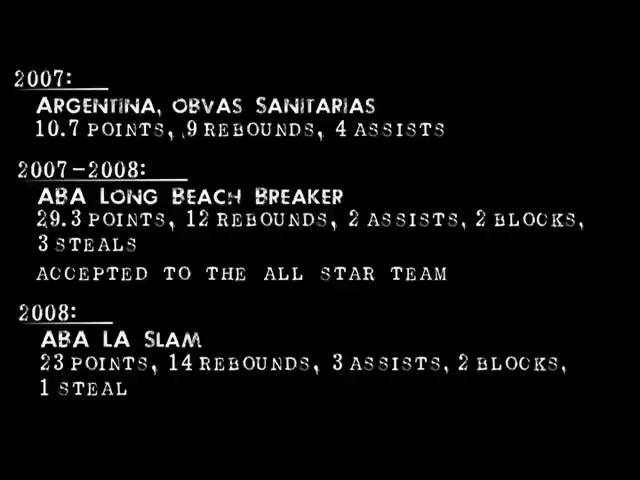 2007:
ARGENTINA, OBVAS SANITARIAS
10.7 POINTS, 9 REBOUNDS, 4 ASSISTS
2007-2008:
ABA LONG BEACH BREAKER
29.3 POINTS, 12 REBOUNDS, 2 ASSISTS, 2 BLOCKS,
3 STEALS
ACCEPTED TO THE ALL STAR TEAM
2008:
ABA LA SLAM
23 POINTS, 14 REBOUNDS, 3 ASSISTS, 2 BLOCKS,
1 STEAL